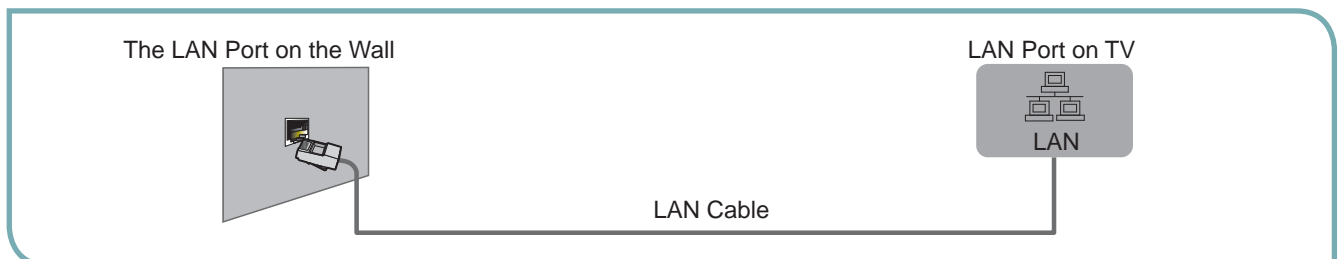 The LAN Port on the Wall
LAN Port on TV
LAN
LAN Cable